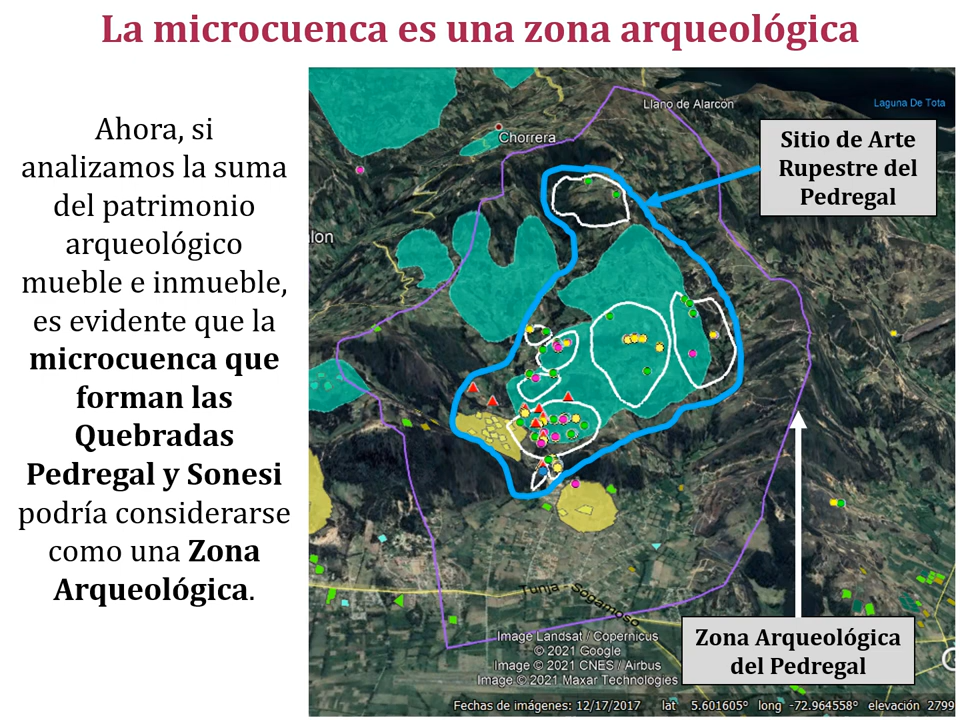 La microcuenca es una zona arqueológica
Ahora, si
analizamos la suma
del patrimonio
arqueológico
mueble e inmueble,
es evidente que la
microcuenca que
forman las
Quebradas
Pedregal y Sonesi
podría considerarse
como una Zona
Arqueológica.
Llano de Alarcón
Laguna De Tota
Chorrera
Sitio de Arte
Rupestre del
Pedregal
lon
Tunja - Sogamoso
Zona Arqueológica
del Pedregal
Image Landsat / Copernicus
© 2021 Google
Image © 2021 CNES / Airbus
Image © 2021 Maxar Technologies
Fechas de imágenes: 12/17/2017 lat 5.601605° long -72.964558° elevación 2799